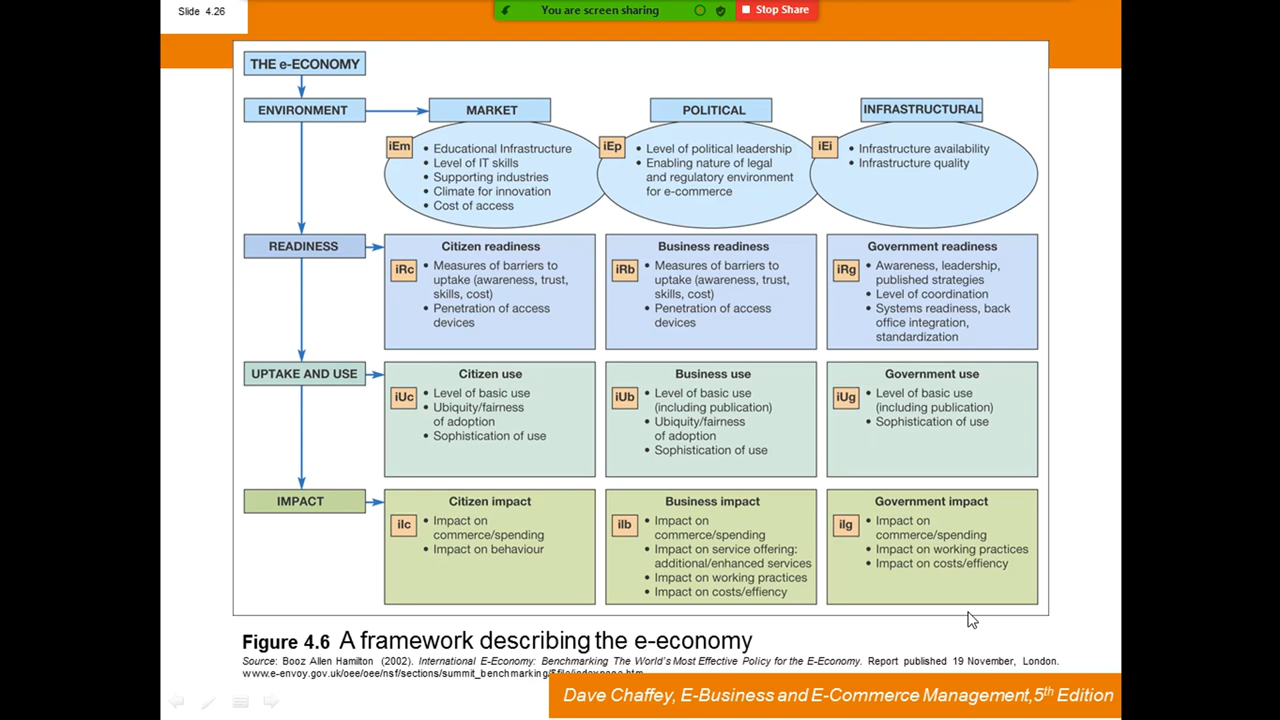 Slide 4.26
You are screen sharing
Stop Share
THE e-ECONOMY
ENVIRONMENT
MARKET
POLITICAL
INFRASTRUCTURAL
iEm
• Educational Infrastructure
• Level of IT skills
• Supporting industries
• Climate for innovation
• Cost of access
iEp
• Level of political leadership
• Enabling nature of legal
and regulatory environment
for e-commerce
iEi
• Infrastructure availability
• Infrastructure quality
READINESS
Citizen readiness
iRc
• Measures of barriers to
uptake (awareness, trust,
skills, cost)
• Penetration of access
devices
Business readiness
iRb
• Measures of barriers to
uptake (awareness, trust,
skills, cost)
• Penetration of access
devices
Government readiness
iRg
• Awareness, leadership,
published strategies
• Level of coordination
• Systems readiness, back
office integration,
standardization
UPTAKE AND USE
Citizen use
iUc
• Level of basic use
• Ubiquity/fairness
of adoption
• Sophistication of use
Business use
iUb
• Level of basic use
(including publication)
• Ubiquity/fairness
of adoption
• Sophistication of use
Government use
iUg
• Level of basic use
(including publication)
• Sophistication of use
IMPACT
Citizen impact
iIc
• Impact on
commerce/spending
• Impact on behaviour
Business impact
iIb
• Impact on
commerce/spending
• Impact on service offering:
additional/enhanced services
• Impact on working practices
• Impact on costs/effiency
Government impact
iIg
• Impact on
commerce/spending
• Impact on working practices
• Impact on costs/effiency
Figure 4.6 A framework describing the e-economy
Source: Booz Allen Hamilton (2002). International E-Economy: Benchmarking The World's Most Effective Policy for the E-Economy. Report published 19 November, London.
www.e-envoy.gov.uk/oee/oee/nsf/sections/summit_benchmarking/$file/indexpage.htm
Dave Chaffey, E-Business and E-Commerce Management,5th Edition